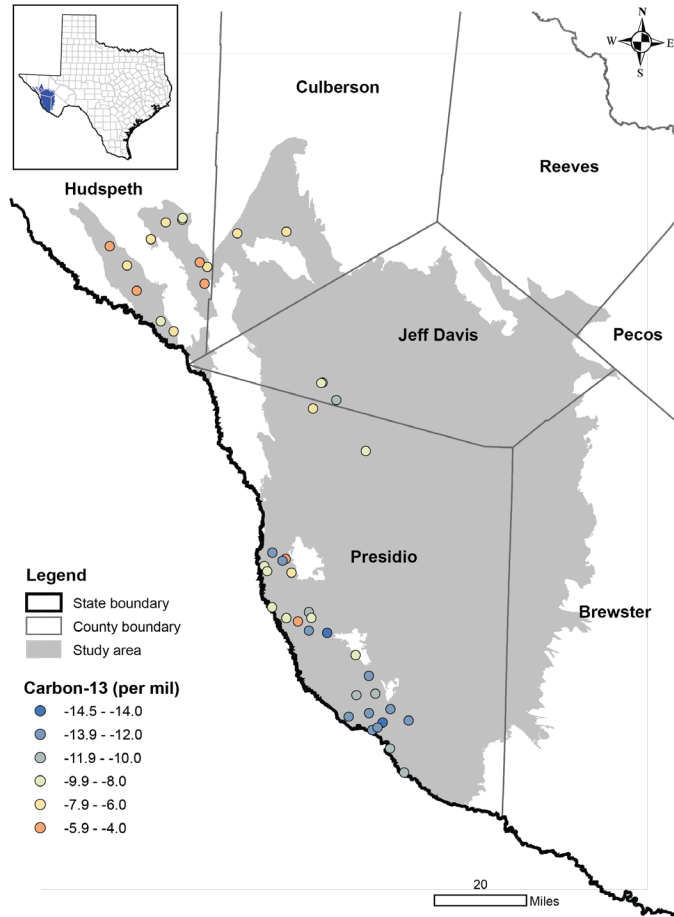 N
W E
S
Culberson
Reeves
Hudspeth
Jeff Davis
Pecos
Presidio
Brewster
Legend
State boundary
County boundary
Study area
Carbon-13 (per mil)
-14.5 - -14.0
-13.9 - -12.0
-11.9 - -10.0
-9.9 - -8.0
-7.9 - -6.0
-5.9 - -4.0
20
Miles